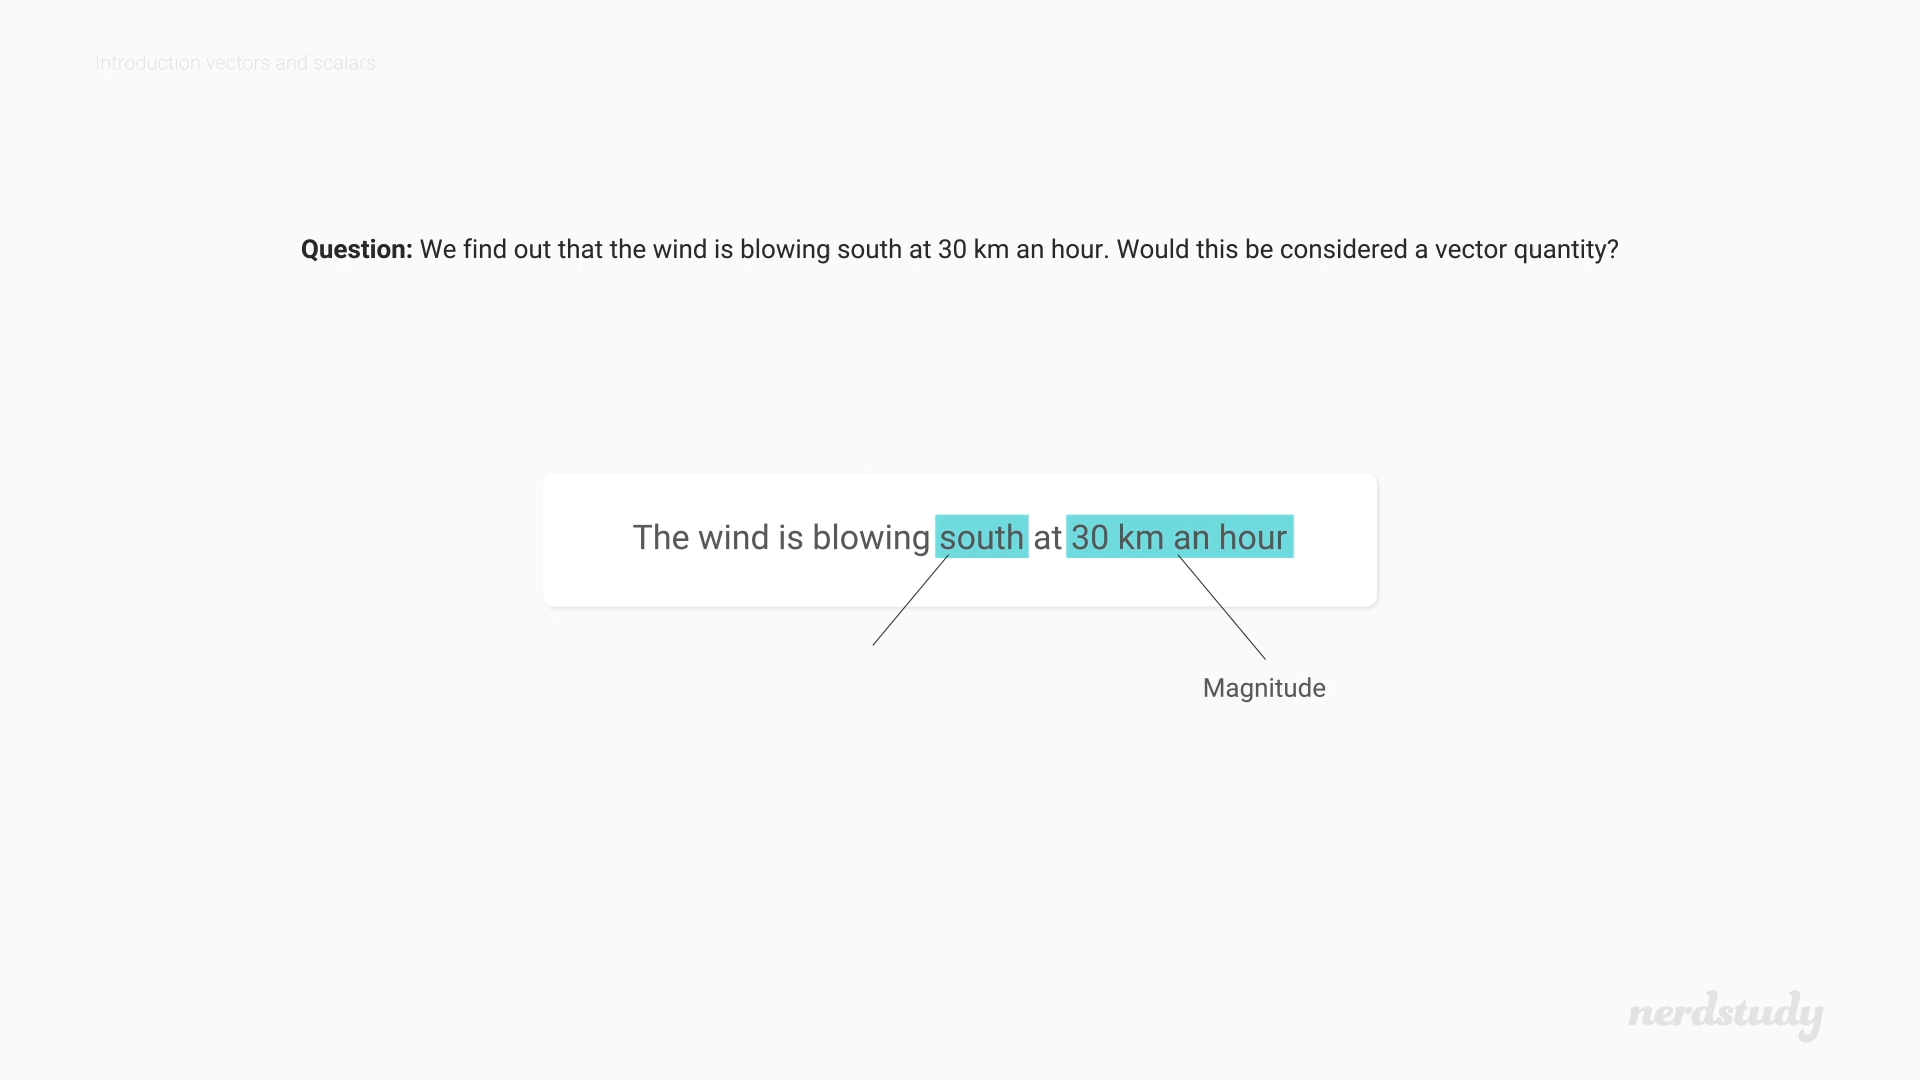 Introduction vectors and scalars
Question: We find out that the wind is blowing south at 30 km an hour. Would this be considered a vector quantity?
The wind is blowing south at 30 km an hour
Magnitude
nerdstudy